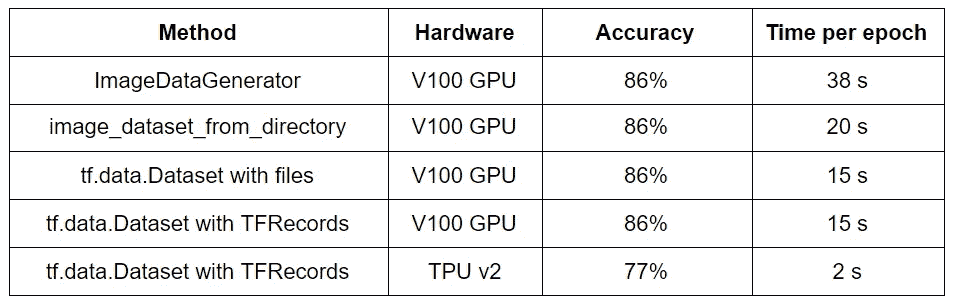 Method Hardware Accuracy Time per epoch
ImageDataGenerator V100 GPU 86% 38 s
image_dataset_from_directory V100 GPU 86% 20 s
tf.data.Dataset with files V100 GPU 86% 15 s
tf.data.Dataset with TFRecords V100 GPU 86% 15 s
tf.data.Dataset with TFRecords TPU v2 77% 2 s